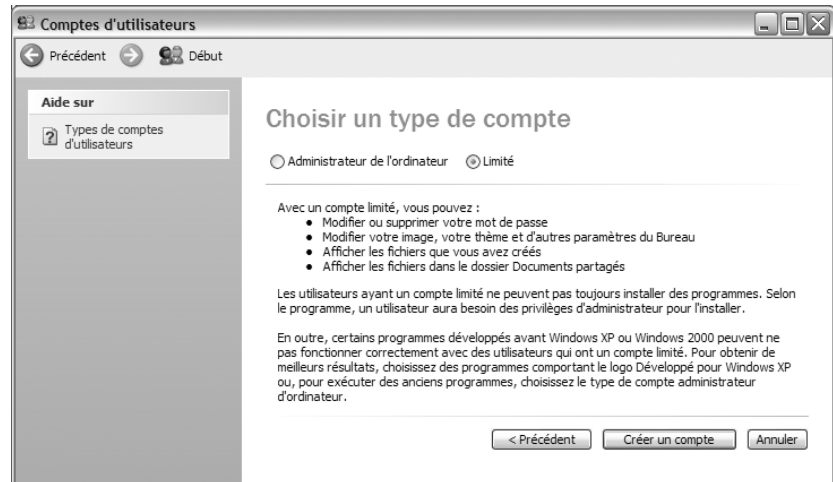 Comptes d'utilisateurs
Précédent Début
Aide sur
Types de comptes
d'utilisateurs
Choisir un type de compte
Administrateur de l'ordinateur Limité
Avec un compte limité, vous pouvez :
• Modifier ou supprimer votre mot de passe
• Modifier votre image, votre thème et d'autres paramètres du Bureau
• Afficher les fichiers que vous avez créés
• Afficher les fichiers dans le dossier Documents partagés
Les utilisateurs ayant un compte limité ne peuvent pas toujours installer des programmes. Selon
le programme, un utilisateur aura besoin des privilèges d'administrateur pour l'installer.
En outre, certains programmes développés avant Windows XP ou Windows 2000 peuvent ne
pas fonctionner correctement avec des utilisateurs qui ont un compte limité. Pour obtenir de
meilleurs résultats, choisissez des programmes comportant le logo Développé pour Windows XP
ou, pour exécuter des anciens programmes, choisissez le type de compte administrateur
d'ordinateur.
< Précédent Créer un compte Annuler